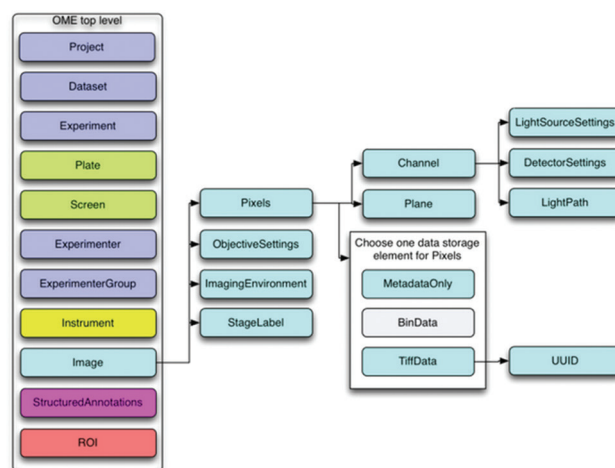 OME top level
Project
Dataset
Experiment
Plate
Screen
Experimenter
ExperimenterGroup
Instrument
Image
StructuredAnnotations
ROI
Pixels
ObjectiveSettings
ImagingEnvironment
StageLabel
Channel
Plane
Choose one data storage
element for Pixels
MetadataOnly
BinData
TiffData
LightSourceSettings
DetectorSettings
LightPath
UUID